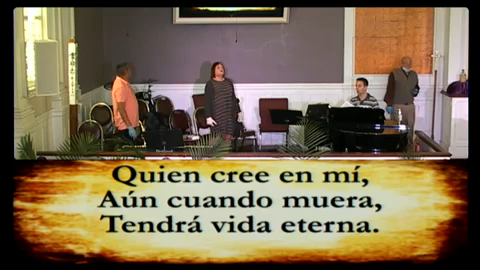 Quien cree en mí,
Aún cuando muera,
Tendrá vida eterna.